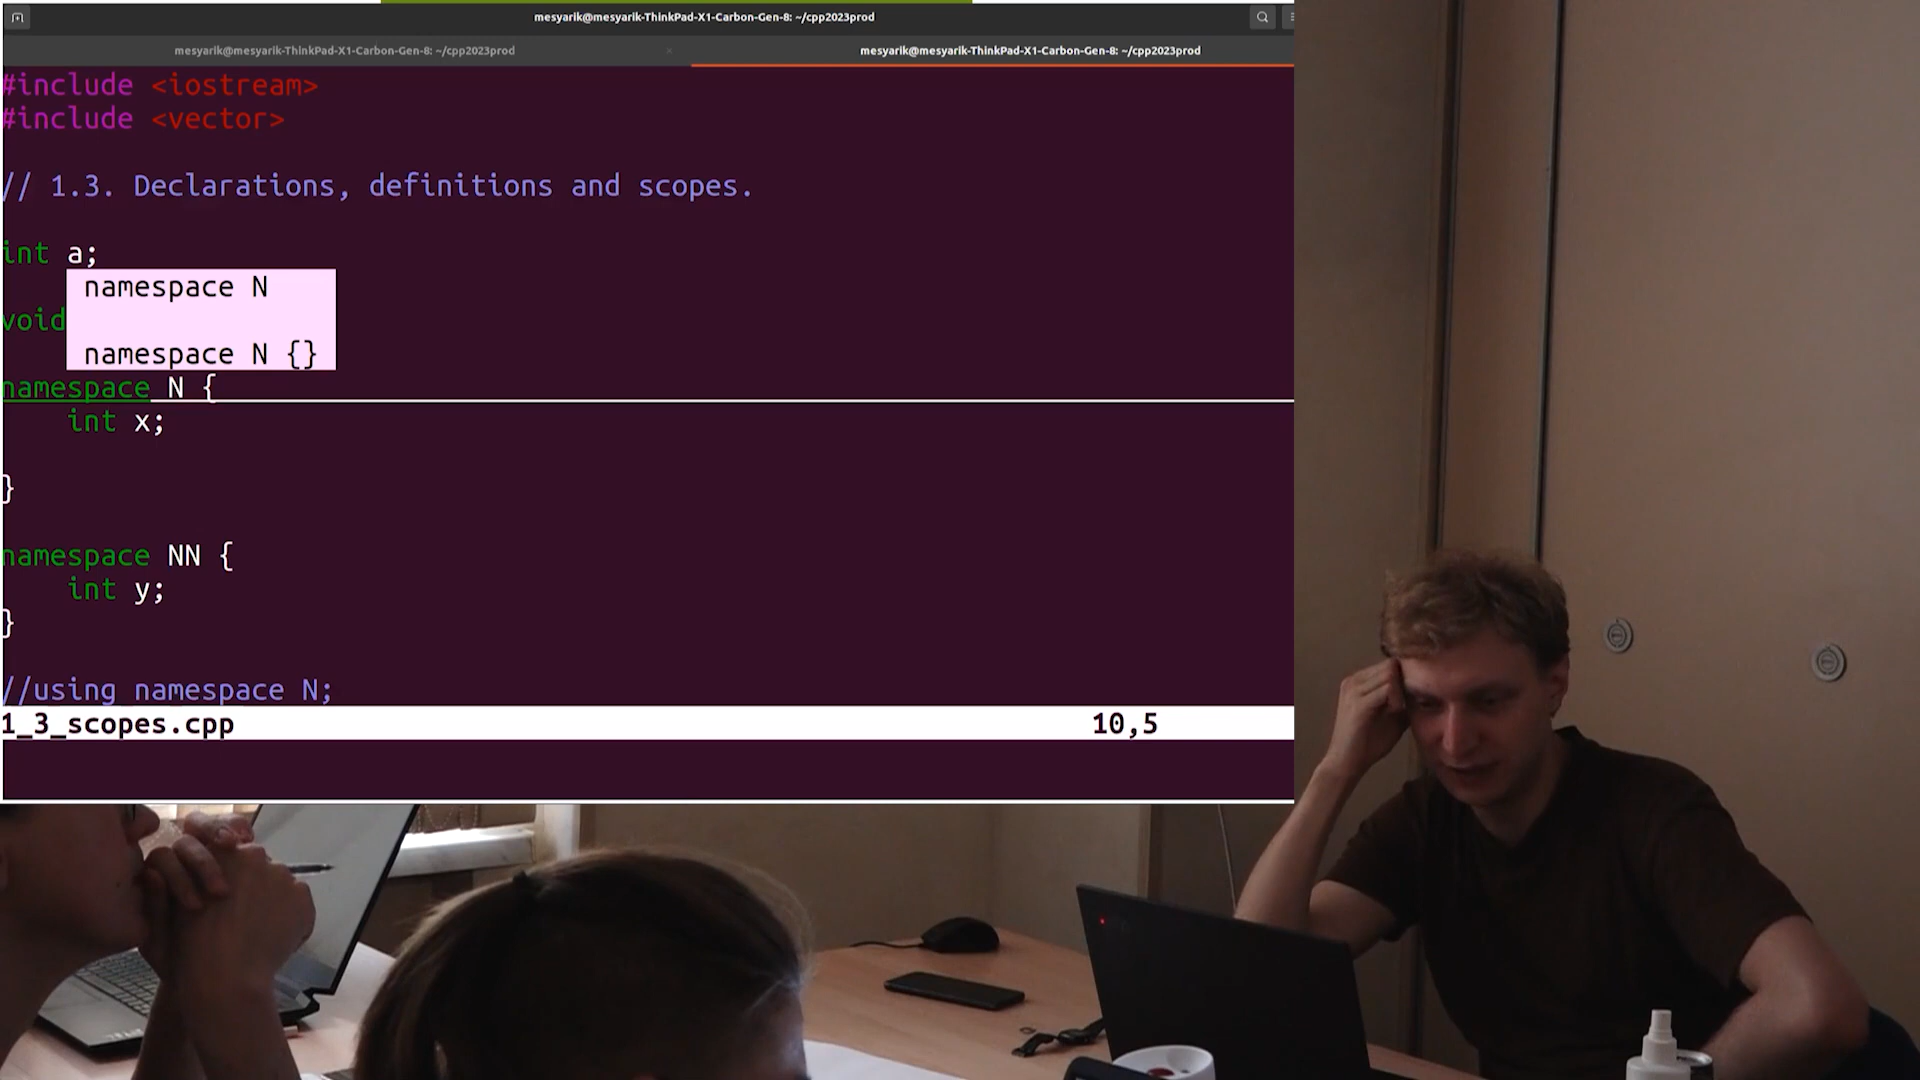 mesyarik@mesyarik-ThinkPad-X1-Carbon-Gen-8: ~/cpp2023prod
mesyarik@mesyarik-ThinkPad-X1-Carbon-Gen-8: ~/cpp2023prod × mesyarik@mesyarik-ThinkPad-X1-Carbon-Gen-8: ~/cpp2023prod
#include <iostream>
#include <vector>
// 1.3. Declarations, definitions and scopes.
int a;
namespace N
void
namespace N {}
namespace N {
int x;
}
namespace NN {
int y;
}
//using namespace N;
1_3_scopes.cpp 10,5